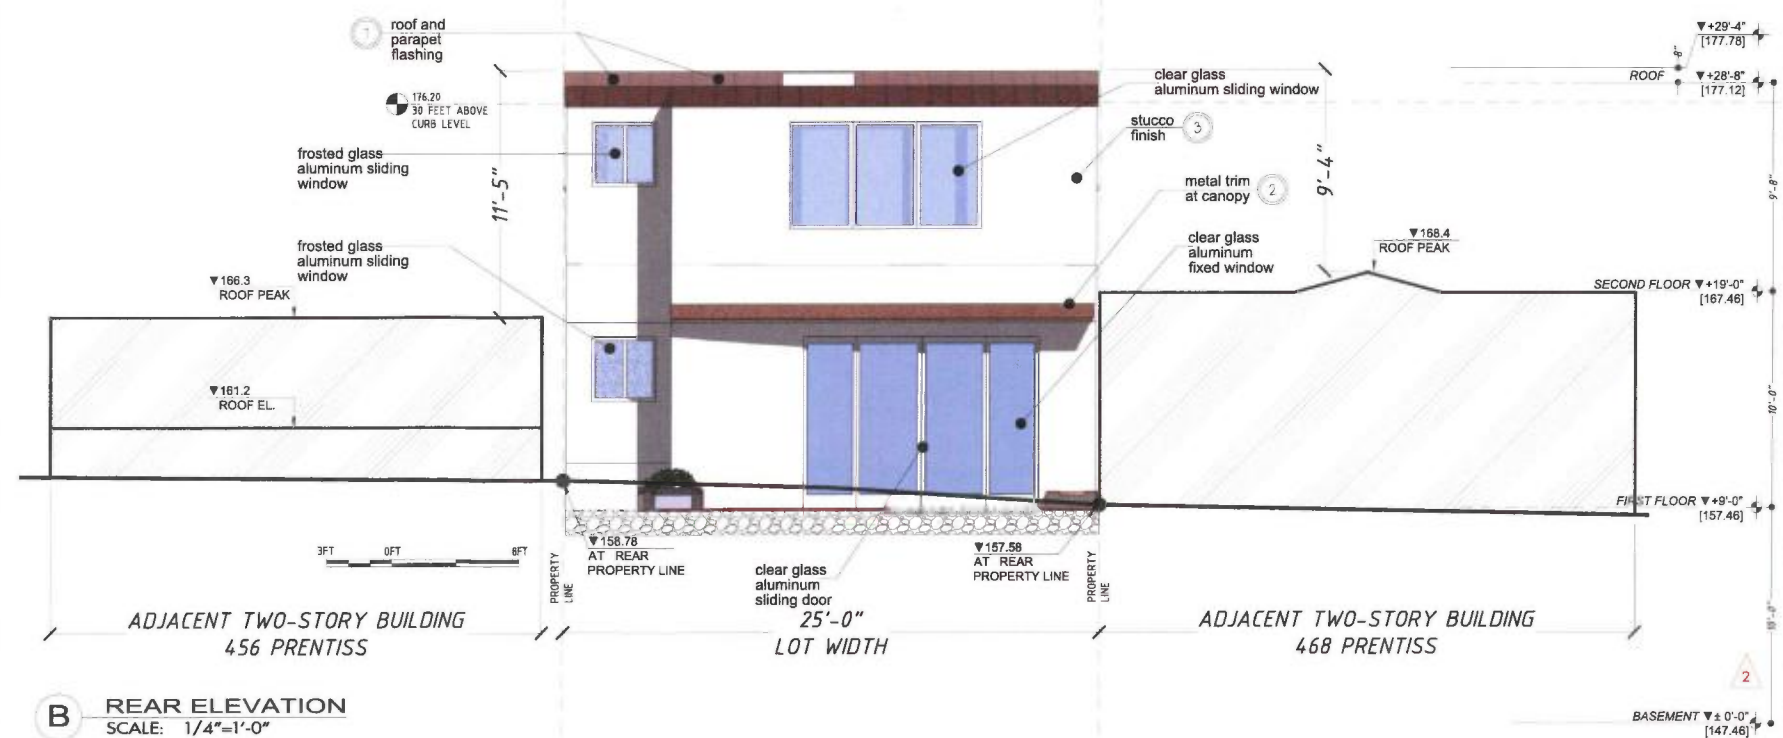 1
roof and
parapet
flashing
176.20
30 FEET ABOVE
CURB LEVEL
frosted glass
aluminum sliding
window
11'-5"
frosted glass
aluminum sliding
window
▼166.3
ROOF PEAK
▼161.2
ROOF EL.
clear glass
aluminum sliding window
stucco
finish
3
9'-4"
metal trim
at canopy
2
clear glass
aluminum
fixed window
▼168.4
ROOF PEAK
▼+29'-4"
[177.78]
8"
ROOF ▼+28'-8"
[177.12]
9'-8"
SECOND FLOOR ▼+19'-0"
[167.46]
10'-0"
FIRST FLOOR ▼+9'-0"
[157.46]
3FT 0FT 6FT
PROPERTY
LINE
▼158.78
AT REAR
PROPERTY LINE
clear glass
aluminum
sliding door
▼157.58
AT REAR
PROPERTY LINE
PROPERTY
LINE
ADJACENT TWO-STORY BUILDING
456 PRENTISS
25'-0"
LOT WIDTH
ADJACENT TWO-STORY BUILDING
468 PRENTISS
2
BASEMENT ▼± 0'-0"
[147.46]
B
REAR ELEVATION
SCALE: 1/4"=1'-0"